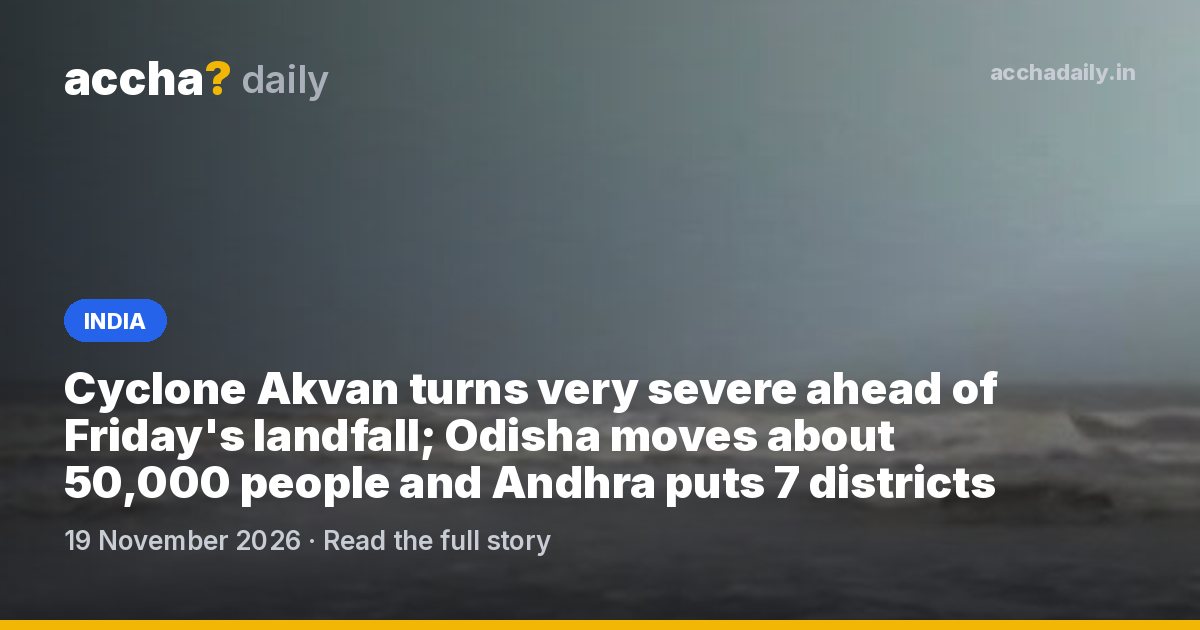 accha? daily
acchadaily.in
INDIA
Cyclone Akvan turns very severe ahead of
Friday's landfall; Odisha moves about
50,000 people and Andhra puts 7 districts
19 November 2026 · Read the full story